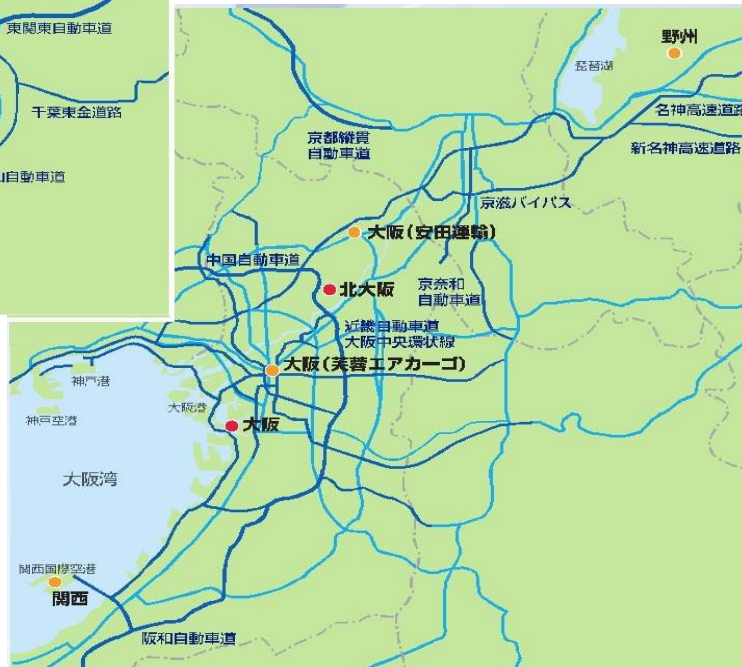 東関東自動車道
千葉東金道路
山自動車道
野州
琵琶湖
名神高速道路
新名神高速道路
京都縦貫
自動車道
京滋バイパス
大阪(安田運輸)
中国自動車道
京奈和
自動車道
北大阪
近畿自動車道
大阪中央環状線
大阪(芙蓉エアカーゴ)
神戸港
神戸空港
大阪港
大阪
大阪湾
関西国際空港
関西
阪和自動車道